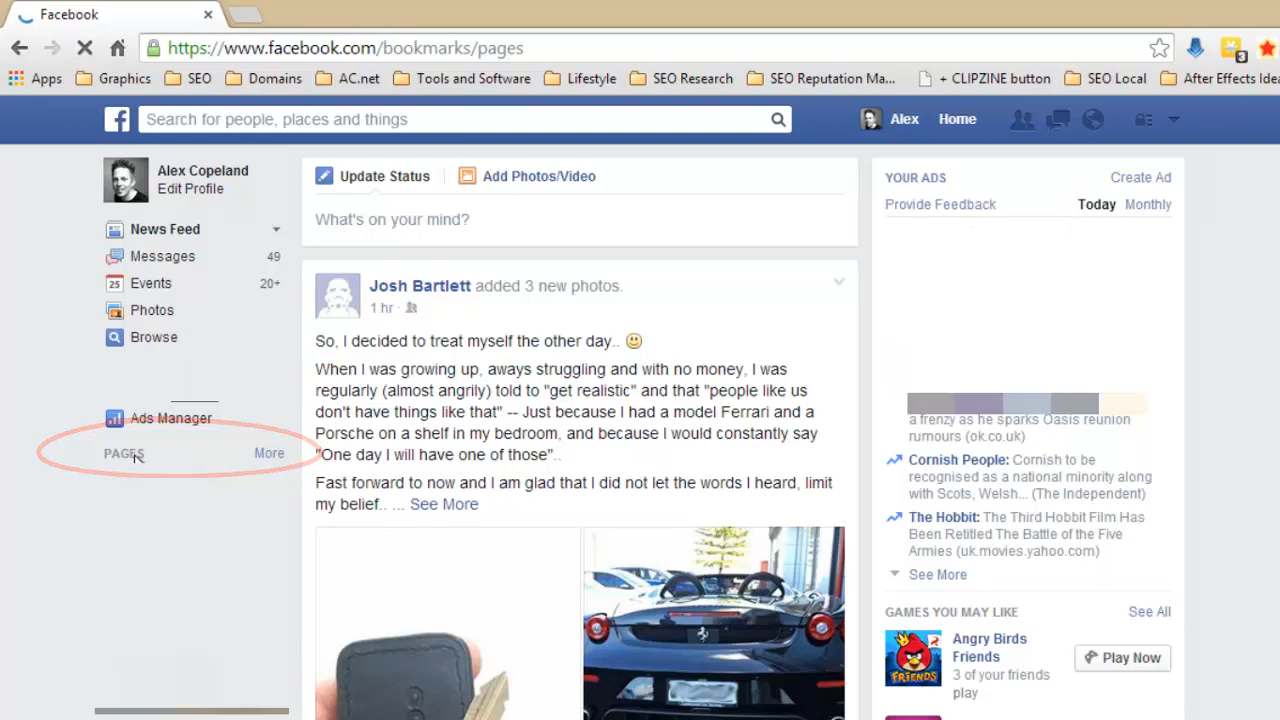 Facebook
https://www.facebook.com/bookmarks/pages
Apps Graphics SEO Domains AC.net Tools and Software Lifestyle SEO Research SEO Reputation Ma... + CLIPZINE button SEO Local After Effects Idea
3
f Search for people, places and things Alex Home
Alex Copeland
Edit Profile
News Feed
Messages 49
25 Events 20+
Photos
Browse
Ads Manager
PAGES More
Update Status Add Photos/Video
What's on your mind?
Josh Bartlett added 3 new photos.
1 hr ·
So, I decided to treat myself the other day..
When I was growing up, aways struggling and with no money, I was
regularly (almost angrily) told to "get realistic" and that "people like us
don't have things like that" -- Just because I had a model Ferrari and a
Porsche on a shelf in my bedroom, and because I would constantly say
"One day I will have one of those"..
Fast forward to now and I am glad that I did not let the words I heard, limit
my belief.. ... See More
YOUR ADS Create Ad
Provide Feedback Today Monthly
a frenzy as he sparks Oasis reunion
rumours (ok.co.uk)
Cornish People: Cornish to be
recognised as a national minority along
with Scots, Welsh... (The Independent)
The Hobbit: The Third Hobbit Film Has
Been Retitled The Battle of the Five
Armies (uk.movies.yahoo.com)
See More
GAMES YOU MAY LIKE See All
ANGRY BIRDS
FRIENDS
Angry Birds
Friends
3 of your friends
play
Play Now